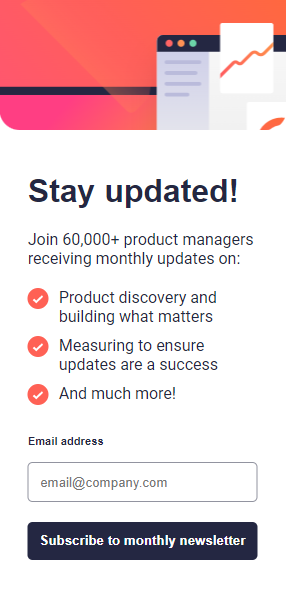 Stay updated!
Join 60,000+ product managers
receiving monthly updates on:
Product discovery and
building what matters
Measuring to ensure
updates are a success
And much more!
Email address
email@company.com
Subscribe to monthly newsletter